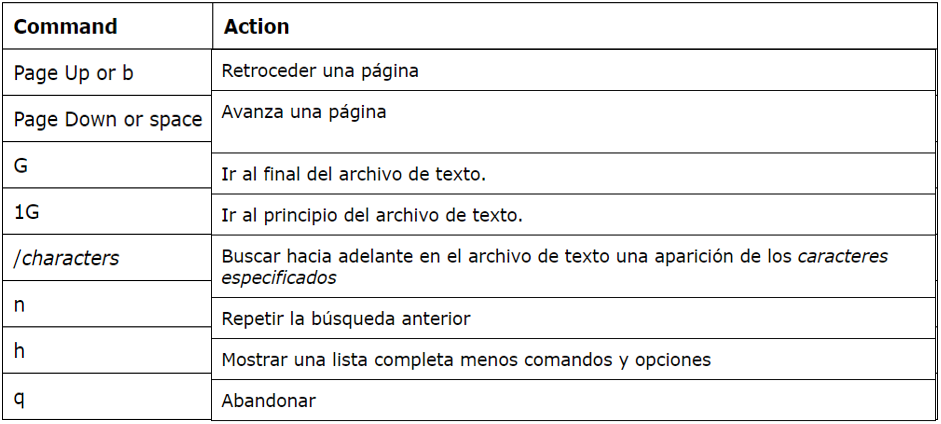 Command Action
Page Up or b Retroceder una página
Page Down or space Avanza una página
G Ir al final del archivo de texto.
1G Ir al principio del archivo de texto.
/characters Buscar hacia adelante en el archivo de texto una aparición de los caracteres
especificados
n Repetir la búsqueda anterior
h Mostrar una lista completa menos comandos y opciones
q Abandonar